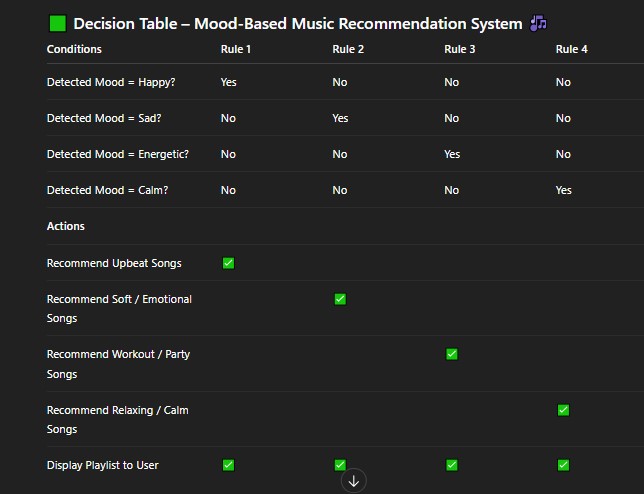 Decision Table – Mood-Based Music Recommendation System
Conditions Rule 1 Rule 2 Rule 3 Rule 4
Detected Mood = Happy? Yes No No No
Detected Mood = Sad? No Yes No No
Detected Mood = Energetic? No No Yes No
Detected Mood = Calm? No No No Yes
Actions
Recommend Upbeat Songs ✅
Recommend Soft / Emotional ✅
Songs
Recommend Workout / Party ✅
Songs
Recommend Relaxing / Calm ✅
Songs
Display Playlist to User ✅ ✅ ✅ ✅